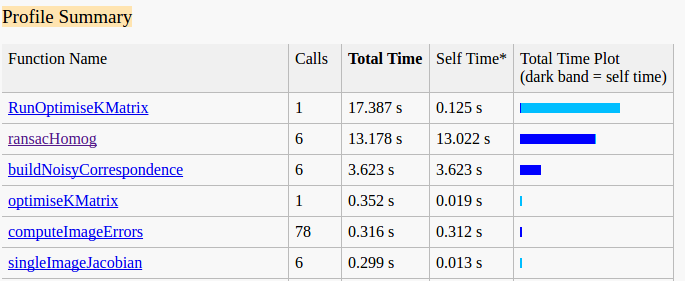 Profile Summary
Function Name Calls Total Time Self Time* Total Time Plot
(dark band = self time)
RunOptimiseKMatrix 1 17.387 s 0.125 s
ransacHomog 6 13.178 s 13.022 s
buildNoisyCorrespondence 6 3.623 s 3.623 s
optimiseKMatrix 1 0.352 s 0.019 s
computeImageErrors 78 0.316 s 0.312 s
singleImageJacobian 6 0.299 s 0.013 s